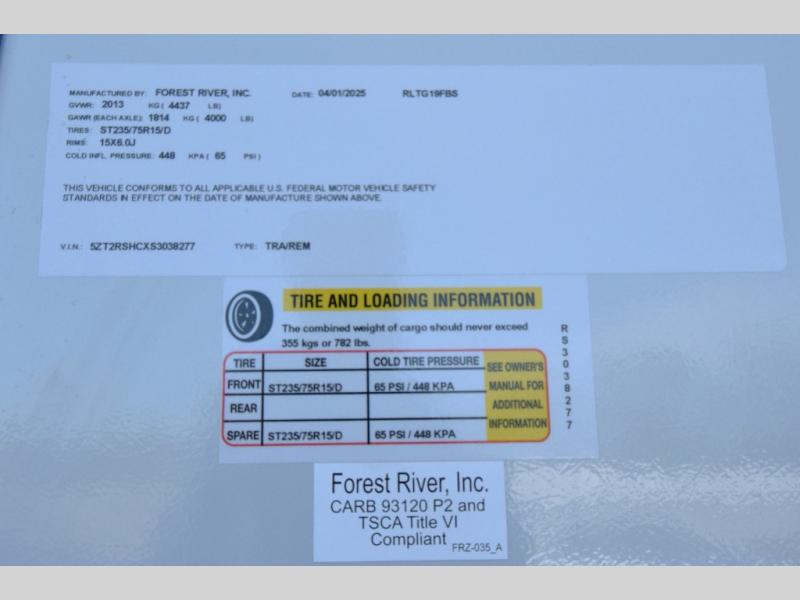 MANUFACTURED BY: FOREST RIVER, INC. DATE: 04/01/2025 RLTG19FBS
GVWR: 2013 KG ( 4437 LB)
GAWR (EACH AXLE): 1814 KG ( 4000 LB)
TIRES: ST235/75R15/D
RIMS: 15X6.0J
COLD INFL. PRESSURE: 448 KPA ( 65 PSI )
THIS VEHICLE CONFORMS TO ALL APPLICABLE U.S. FEDERAL MOTOR VEHICLE SAFETY
STANDARDS IN EFFECT ON THE DATE OF MANUFACTURE SHOWN ABOVE.
V.I.N.: 5ZT2RSHCXS3038277 TYPE: TRA/REM
TIRE AND LOADING INFORMATION
The combined weight of cargo should never exceed
355 kgs or 782 lbs.
TIRE SIZE COLD TIRE PRESSURE
FRONT ST235/75R15/D 65 PSI / 448 KPA
REAR
SPARE ST235/75R15/D 65 PSI / 448 KPA
SEE OWNER'S
MANUAL FOR
ADDITIONAL
INFORMATION
RS3038277
Forest River, Inc.
CARB 93120 P2 and
TSCA Title VI
Compliant
FRZ-035_A